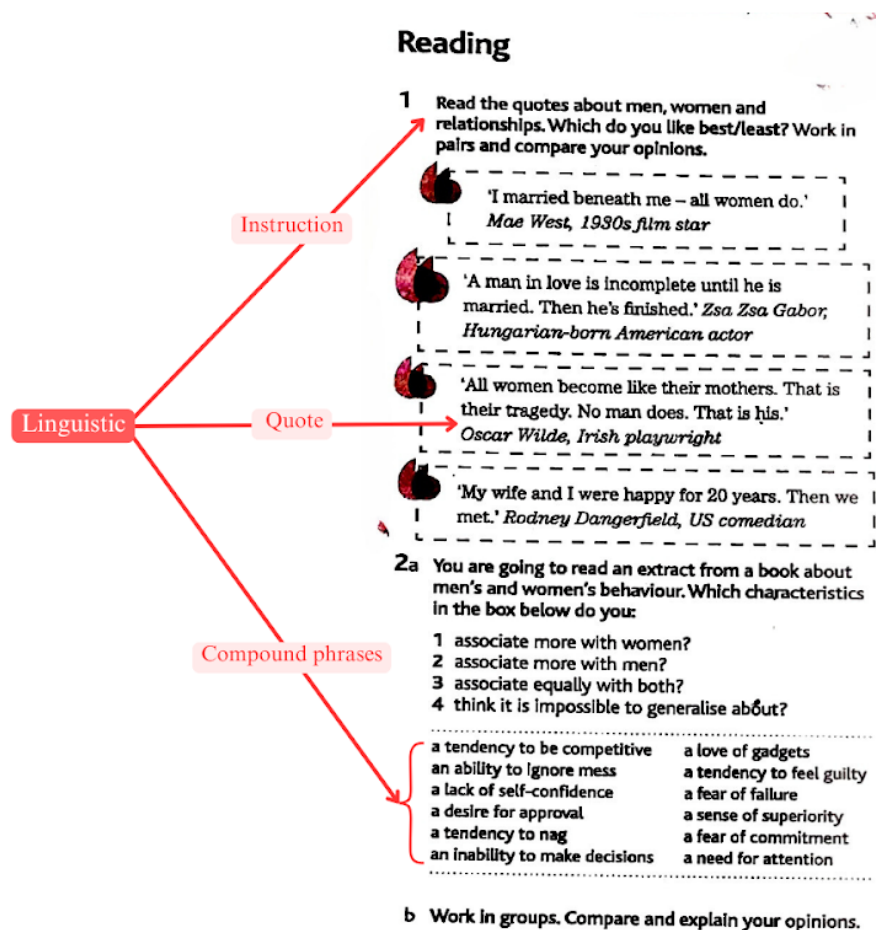 Reading
1 Read the quotes about men, women and
relationships. Which do you like best/least? Work in
pairs and compare your opinions.
'I married beneath me – all women do.'
Mae West, 1930s film star
Instruction
'A man in love is incomplete until he is
married. Then he's finished.' Zsa Zsa Gabor,
Hungarian-born American actor
'All women become like their mothers. That is
their tragedy. No man does. That is his.'
Oscar Wilde, Irish playwright
Linguistic
Quote
'My wife and I were happy for 20 years. Then we
met.' Rodney Dangerfield, US comedian
2a You are going to read an extract from a book about
men's and women's behaviour. Which characteristics
in the box below do you:
1 associate more with women?
2 associate more with men?
3 associate equally with both?
4 think it is impossible to generalise about?
Compound phrases
a tendency to be competitive
an ability to ignore mess
a lack of self-confidence
a desire for approval
a tendency to nag
an inability to make decisions
a love of gadgets
a tendency to feel guilty
a fear of failure
a sense of superiority
a fear of commitment
a need for attention
b Work in groups. Compare and explain your opinions.